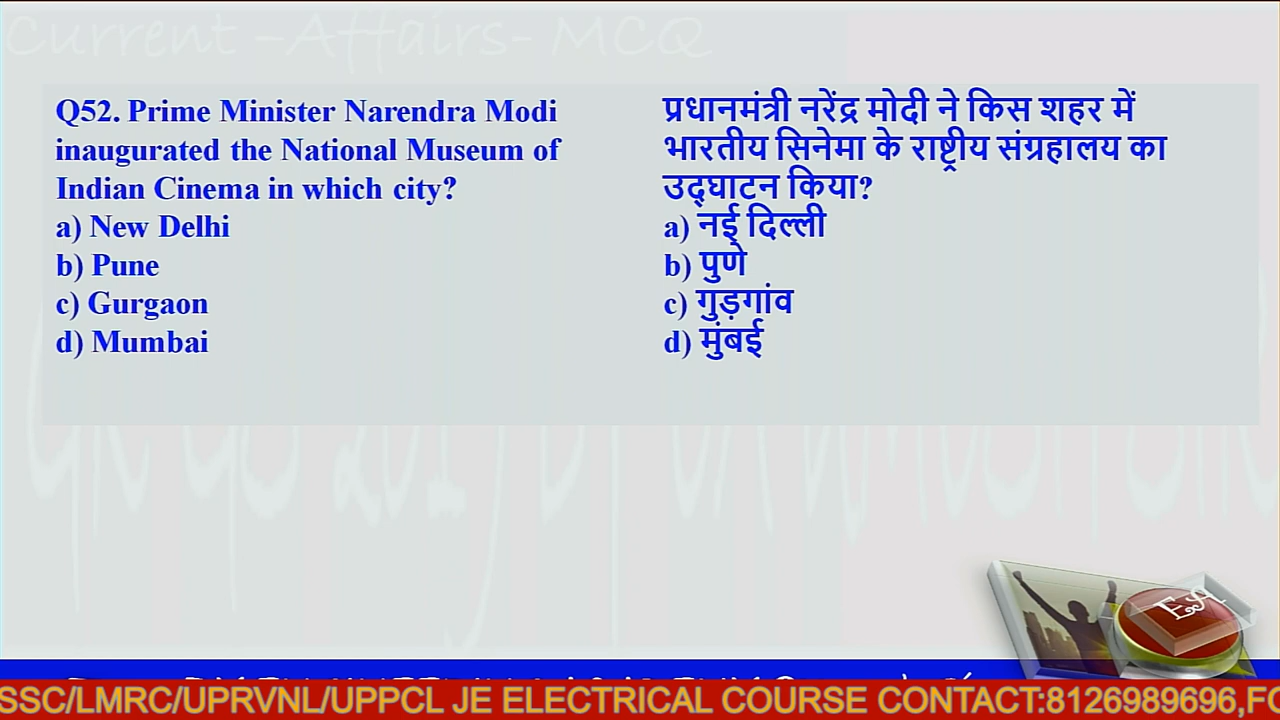 Current -Affairs- MCQ
Q52. Prime Minister Narendra Modi
inaugurated the National Museum of
Indian Cinema in which city?
a) New Delhi
b) Pune
c) Gurgaon
d) Mumbai
प्रधानमंत्री नरेंद्र मोदी ने किस शहर में
भारतीय सिनेमा के राष्ट्रीय संग्रहालय का
उद्घाटन किया?
a) नई दिल्ली
b) पुणे
c) गुड़गांव
d) मुंबई
EA
SSC/LMRC/UPRVNL/UPPCL JE ELECTRICAL COURSE CONTACT:8126989696,FO